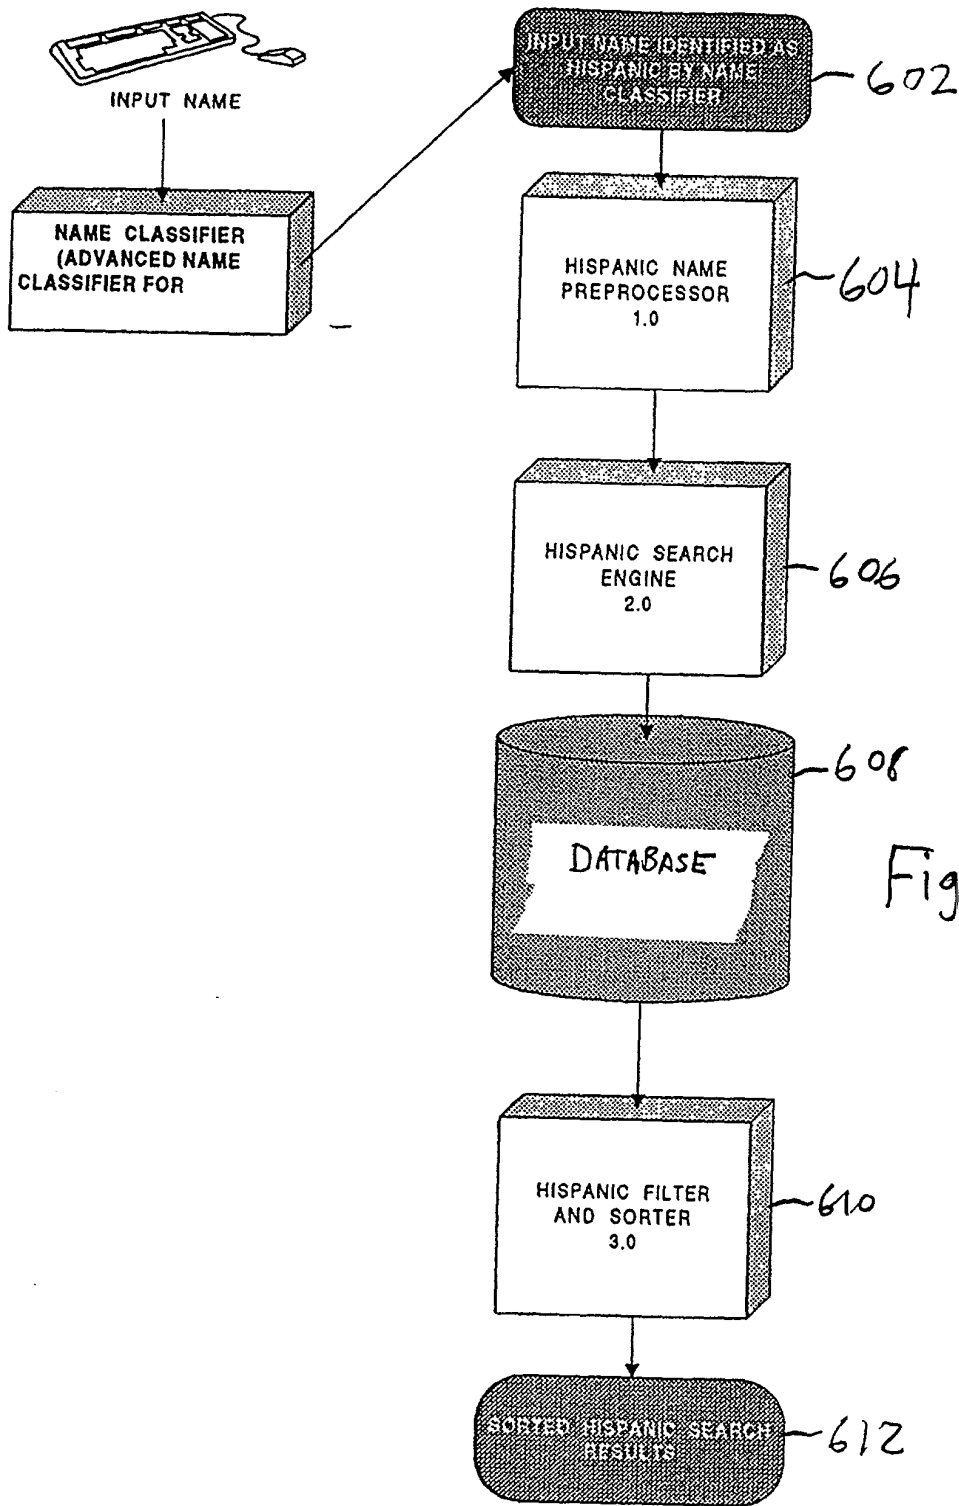 INPUT NAME
NAME CLASSIFIER
(ADVANCED NAME
CLASSIFIER FOR
INPUT NAME IDENTIFIED AS
HISPANIC BY NAME
CLASSIFIER
602
HISPANIC NAME
PREPROCESSOR
1.0
604
HISPANIC SEARCH
ENGINE
2.0
606
608
DATABASE
Fig
HISPANIC FILTER
AND SORTER
3.0
610
SORTED HISPANIC SEARCH
RESULTS
612